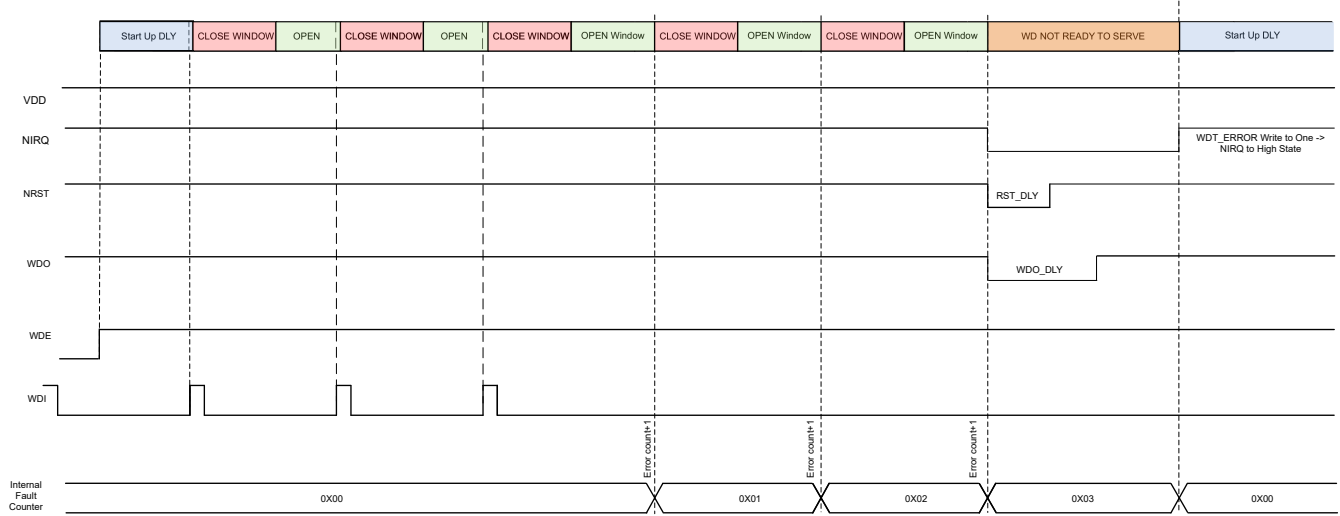 Start Up DLY
CLOSE WINDOW
OPEN
CLOSE WINDOW
OPEN
CLOSE WINDOW
OPEN Window
CLOSE WINDOW
OPEN Window
CLOSE WINDOW
OPEN Window
WD NOT READY TO SERVE
Start Up DLY
VDD
NIRQ
WDT_ERROR Write to One ->
NIRQ to High State
NRST
RST_DLY
WDO
WDO_DLY
WDE
WDI
Error count+1
Error count+1
Error count+1
Internal
Fault
Counter
0X00
0X01
0X02
0X03
0X00